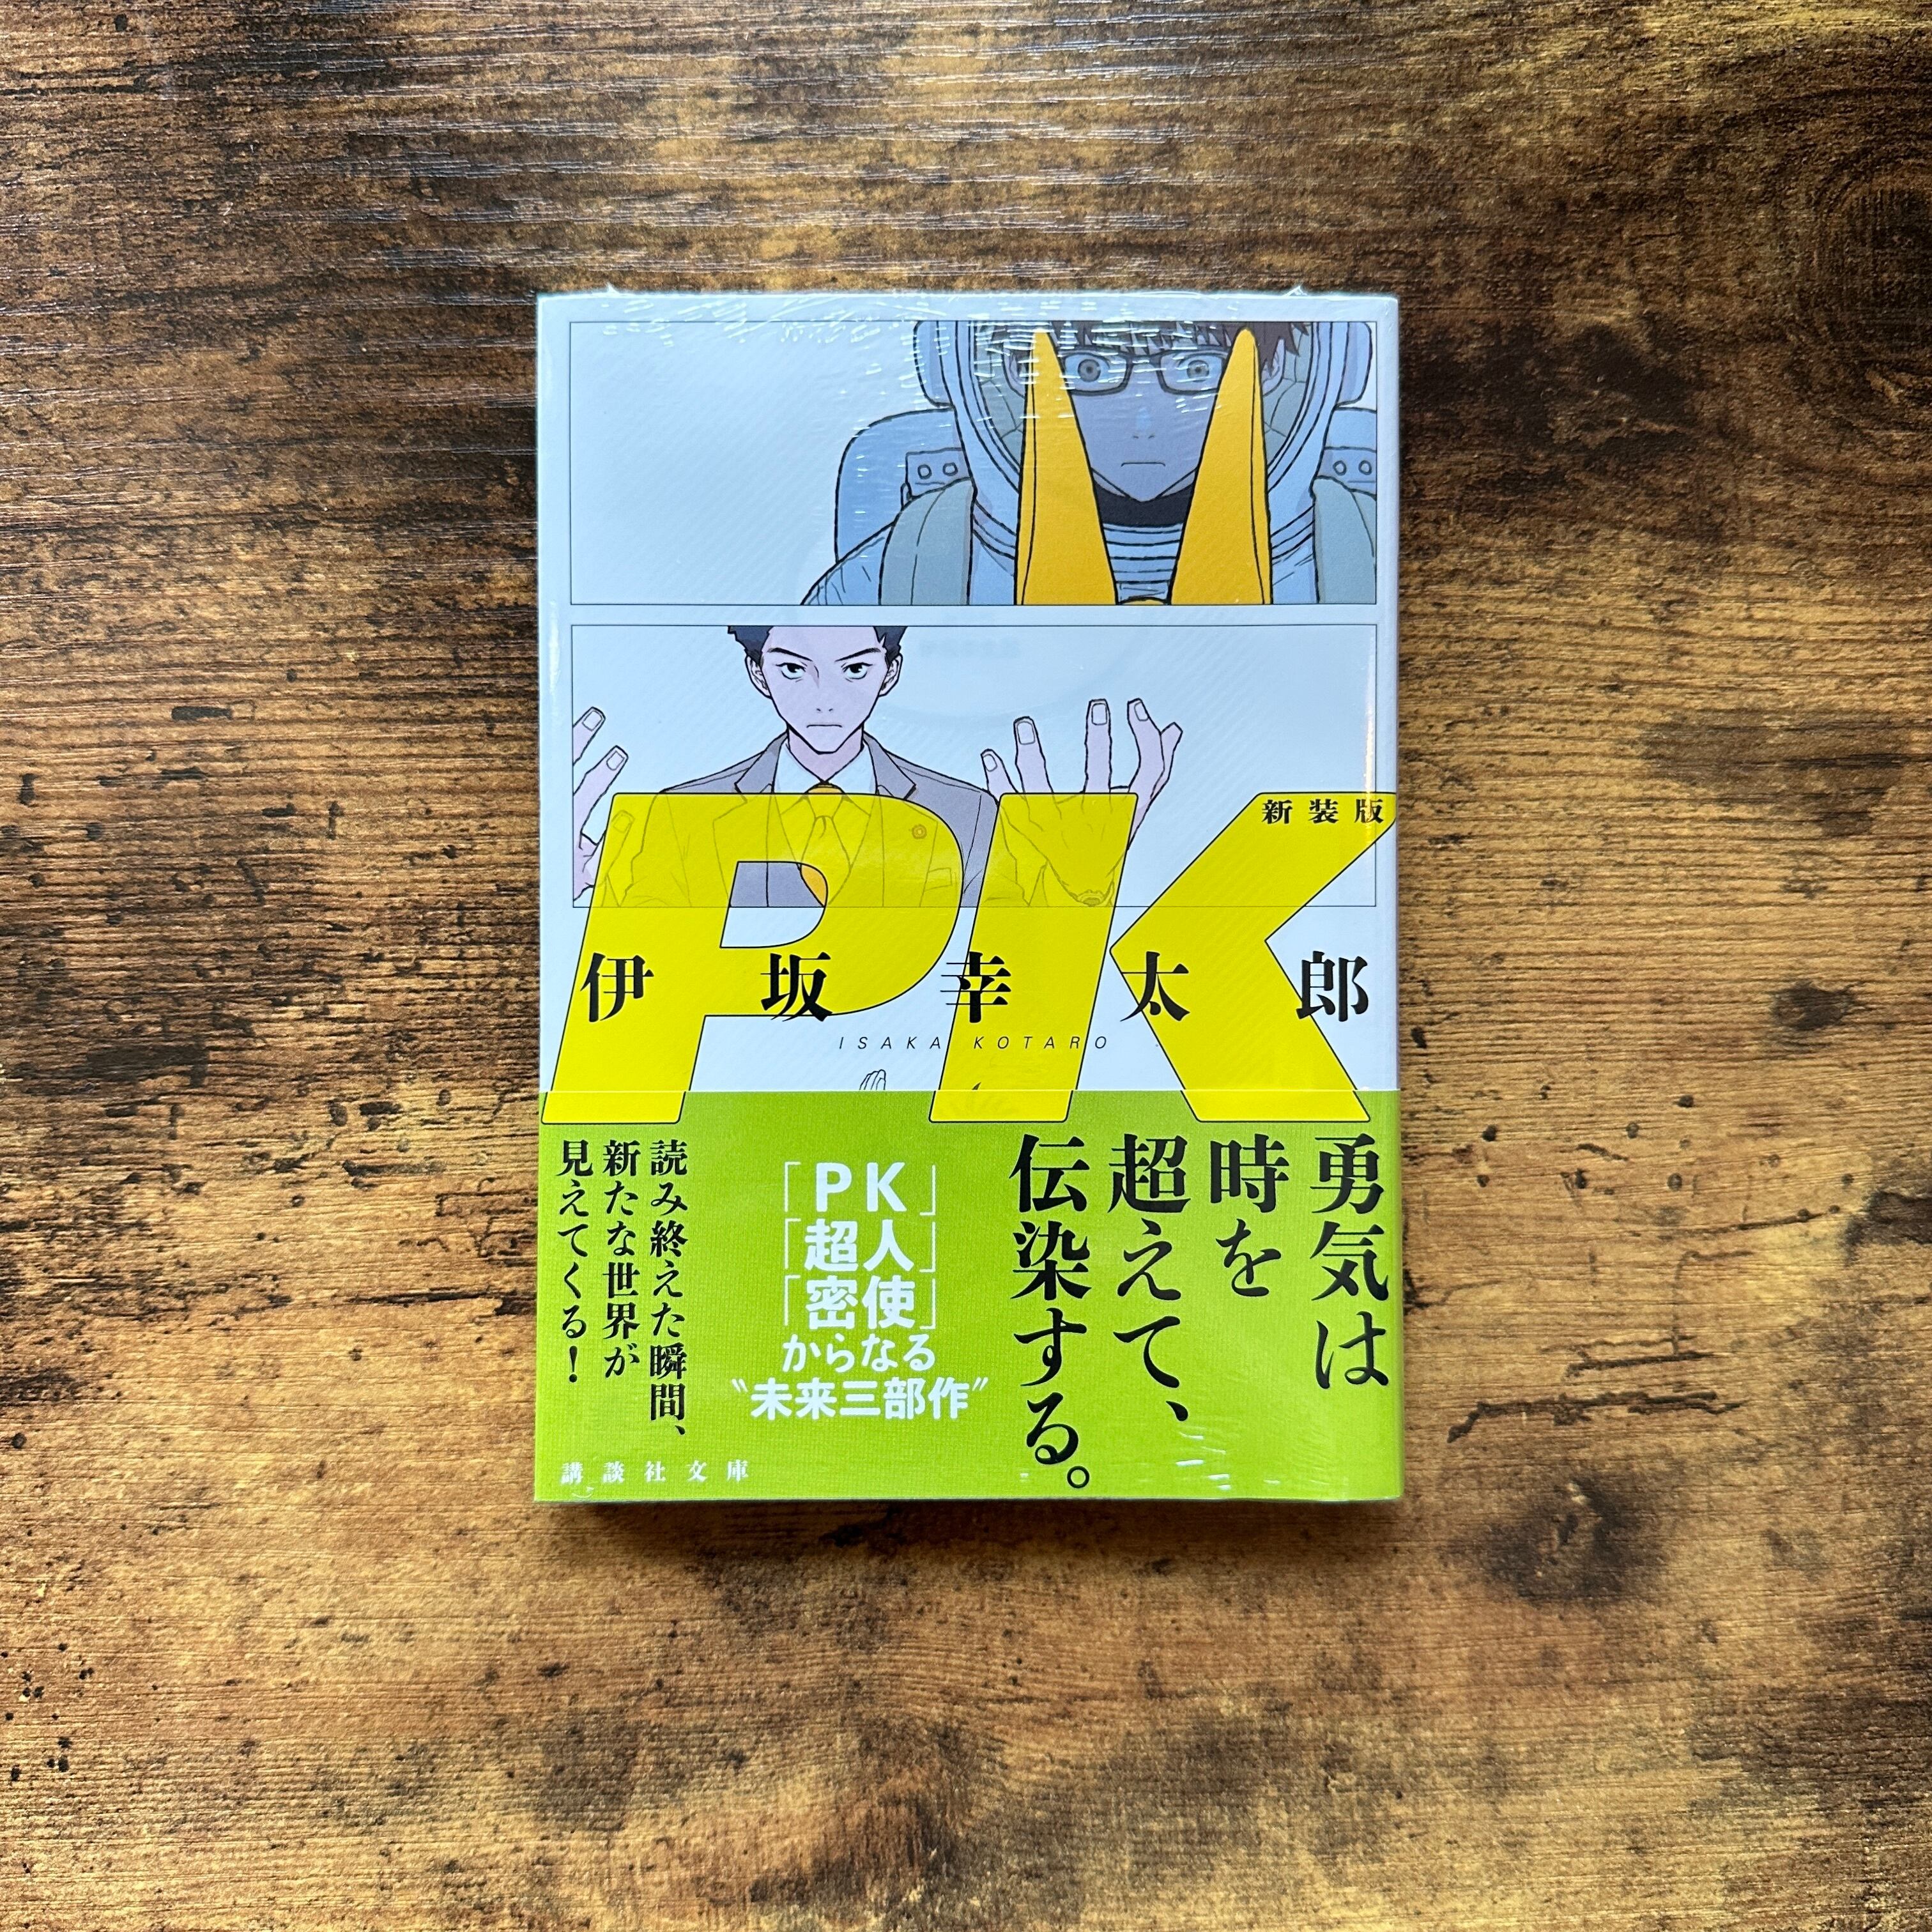 新装版
PK
伊坂幸太郎
ISAKA KOTARO
勇気は
時を
超えて、
伝染する。
「PK」
「超人」
「密使」
からなる
〝未来三部作〟
読み終えた瞬間、
新たな世界が
見えてくる！
講談社文庫